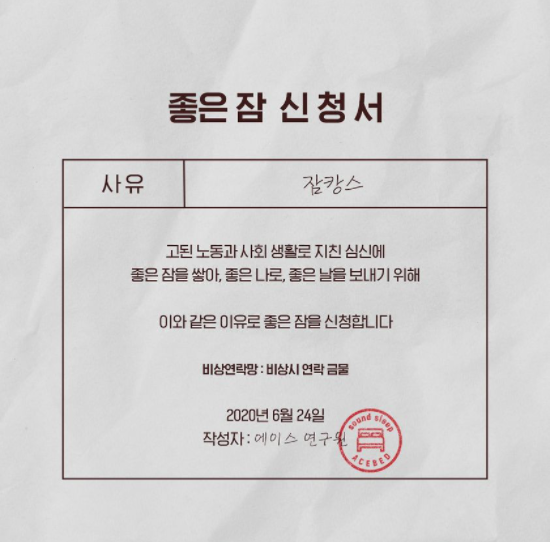 좋은 잠 신청서
사유
잠캉스
고된 노동과 사회 생활로 지친 심신에
좋은 잠을 쌓아, 좋은 나로, 좋은 날을 보내기 위해
이와 같은 이유로 좋은 잠을 신청합니다
비상연락망 : 비상시 연락 금물
2020년 6월 24일
작성자 : 에이스 연구원
sound sleep
ACEBED